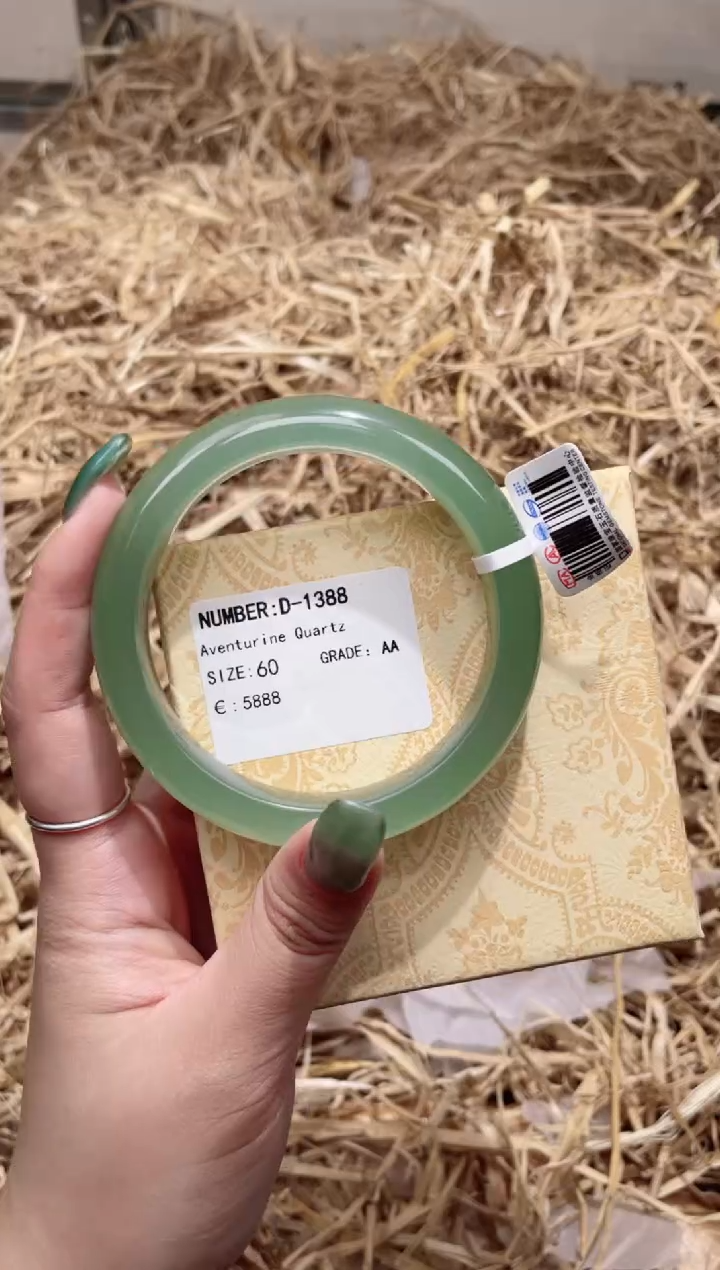 NUMBER:D-1388
Aventurine Quartz
SIZE:60 GRADE: AA
€:5888